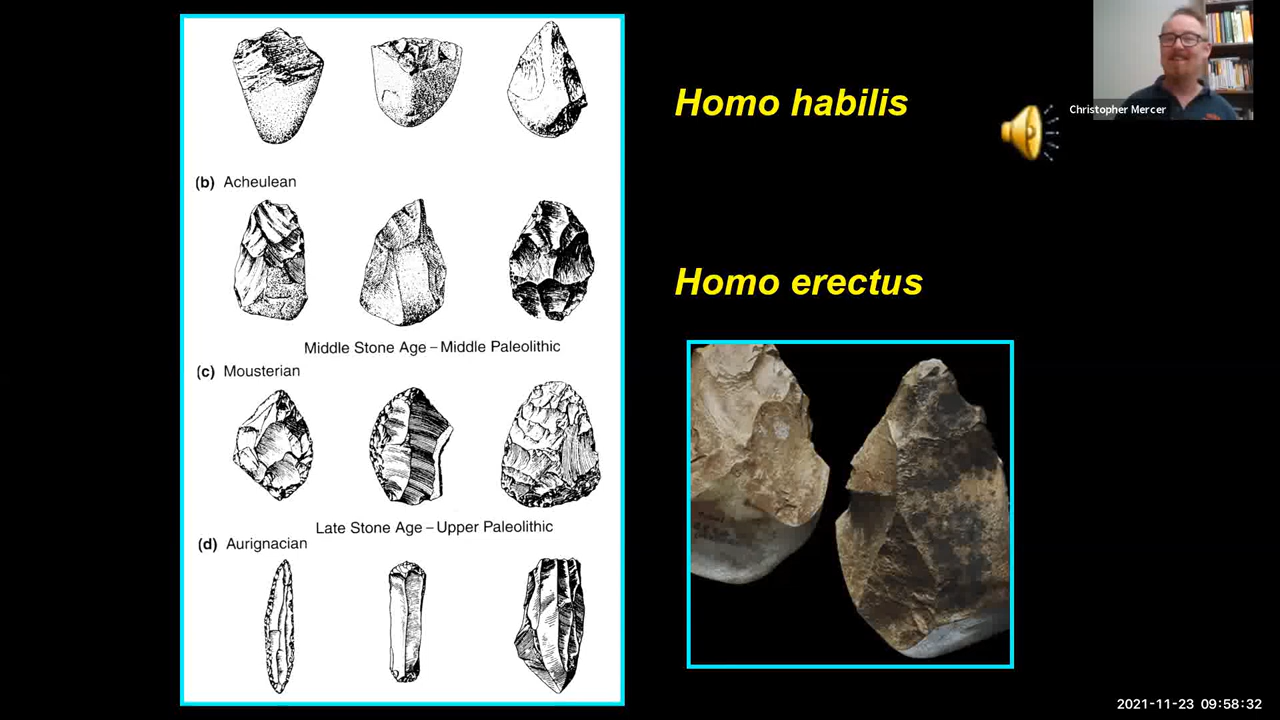 Homo habilis
Christopher Mercer
(b) Acheulean
Homo erectus
Middle Stone Age – Middle Paleolithic
(c) Mousterian
Late Stone Age – Upper Paleolithic
(d) Aurignacian
2021-11-23 09:58:32